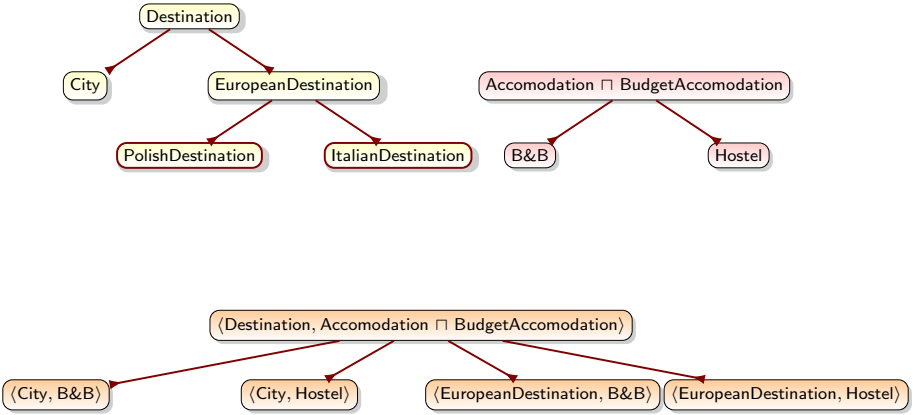 Destination
City
EuropeanDestination
Accomodation ⊓ BudgetAccomodation
PolishDestination
ItalianDestination
B&B
Hostel
⟨Destination, Accomodation ⊓ BudgetAccomodation⟩
⟨City, B&B⟩
⟨City, Hostel⟩
⟨EuropeanDestination, B&B⟩
⟨EuropeanDestination, Hostel⟩